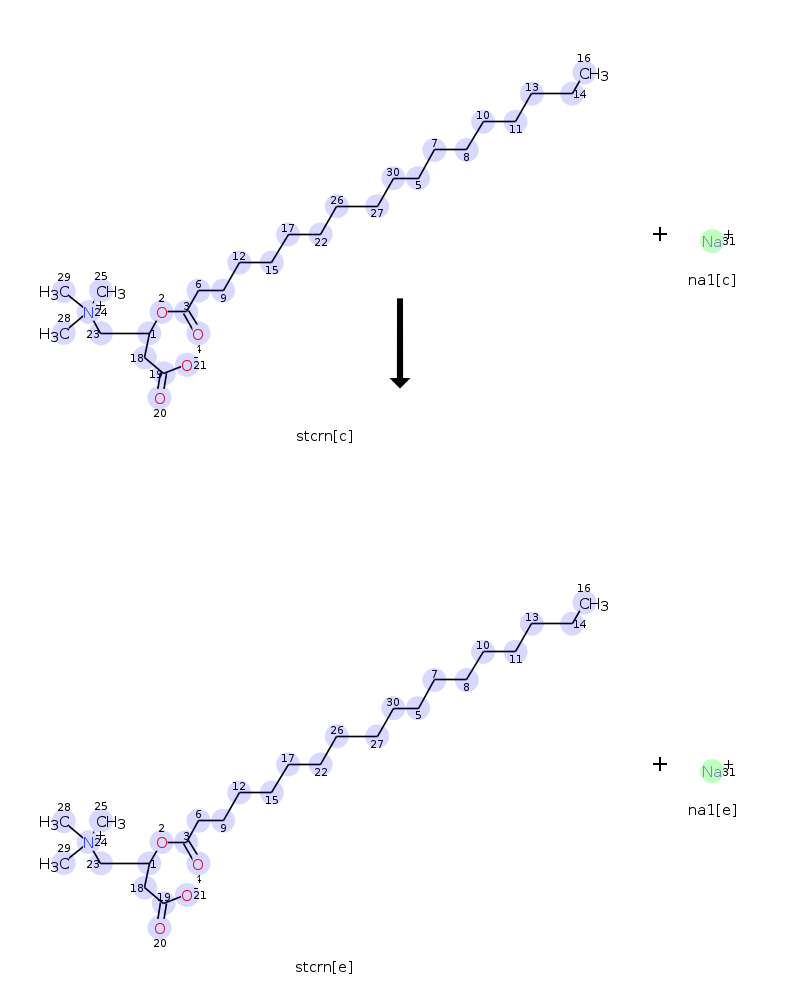 16
CH3
13
14
10
11
7
8
30
5
26
27
17
22
+
Na+
31
12
15
na1[c]
29
25
6
9
H3C
CH3
2
3
N+
24
O
28
H3C
23
1
O
4
18
19
O-
21
O
20
stcrn[c]
16
CH3
13
14
10
11
7
8
30
5
26
27
17
22
+
Na+
31
12
15
na1[e]
28
25
6
9
H3C
CH3
2
3
N+
24
O
29
H3C
23
1
O
4
18
19
O-
21
O
20
stcrn[e]